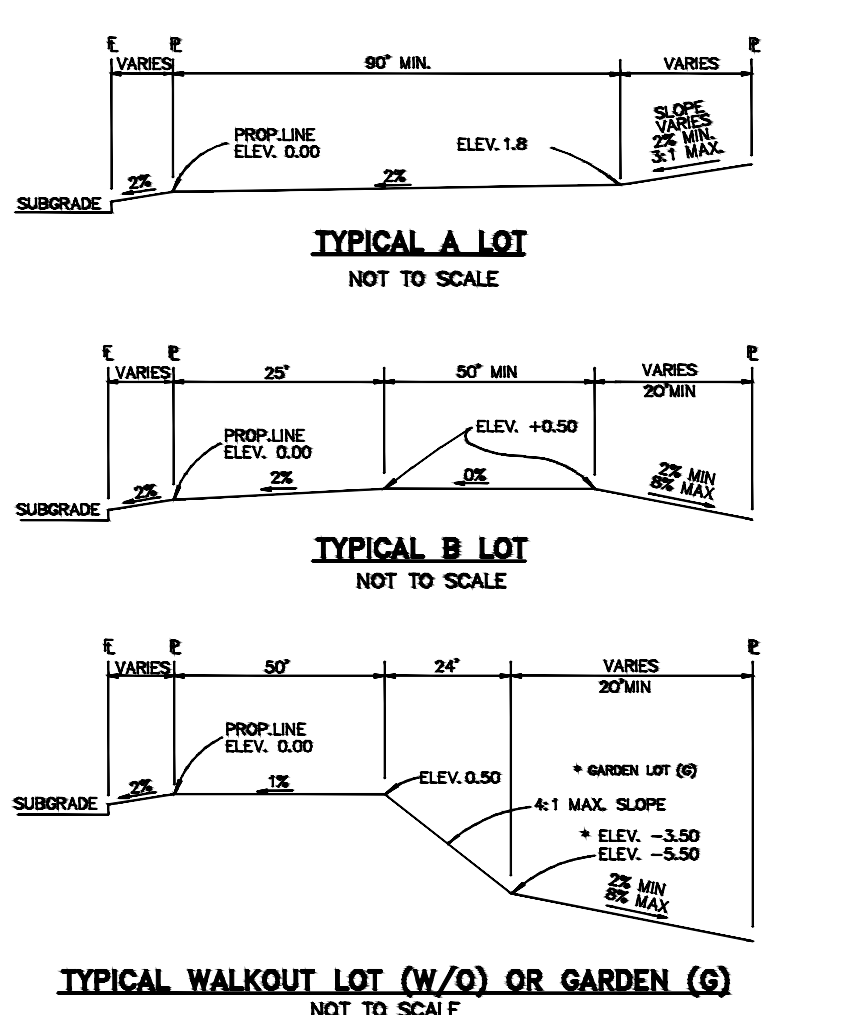 ℄ ⅊ ⅊
VARIES 90' MIN. VARIES
SLOPE
VARIES
2% MIN.
3:1 MAX.
PROP.LINE
ELEV. 0.00
ELEV. 1.8
2% 2%
SUBGRADE
TYPICAL A LOT
NOT TO SCALE
℄ ⅊ ⅊
VARIES 25' 50' MIN VARIES
20'MIN
ELEV. +0.50
PROP.LINE
ELEV. 0.00
2% 2% 0% 2% MIN
8% MAX
SUBGRADE
TYPICAL B LOT
NOT TO SCALE
℄ ⅊ ⅊
VARIES 50' 24' VARIES
20'MIN
PROP.LINE
ELEV. 0.00
* GARDEN LOT (G)
2% 1% ELEV. 0.50
SUBGRADE
4:1 MAX. SLOPE
* ELEV. -3.50
ELEV. -5.50
2% MIN
8% MAX
TYPICAL WALKOUT LOT (W/O) OR GARDEN (G)
NOT TO SCALE